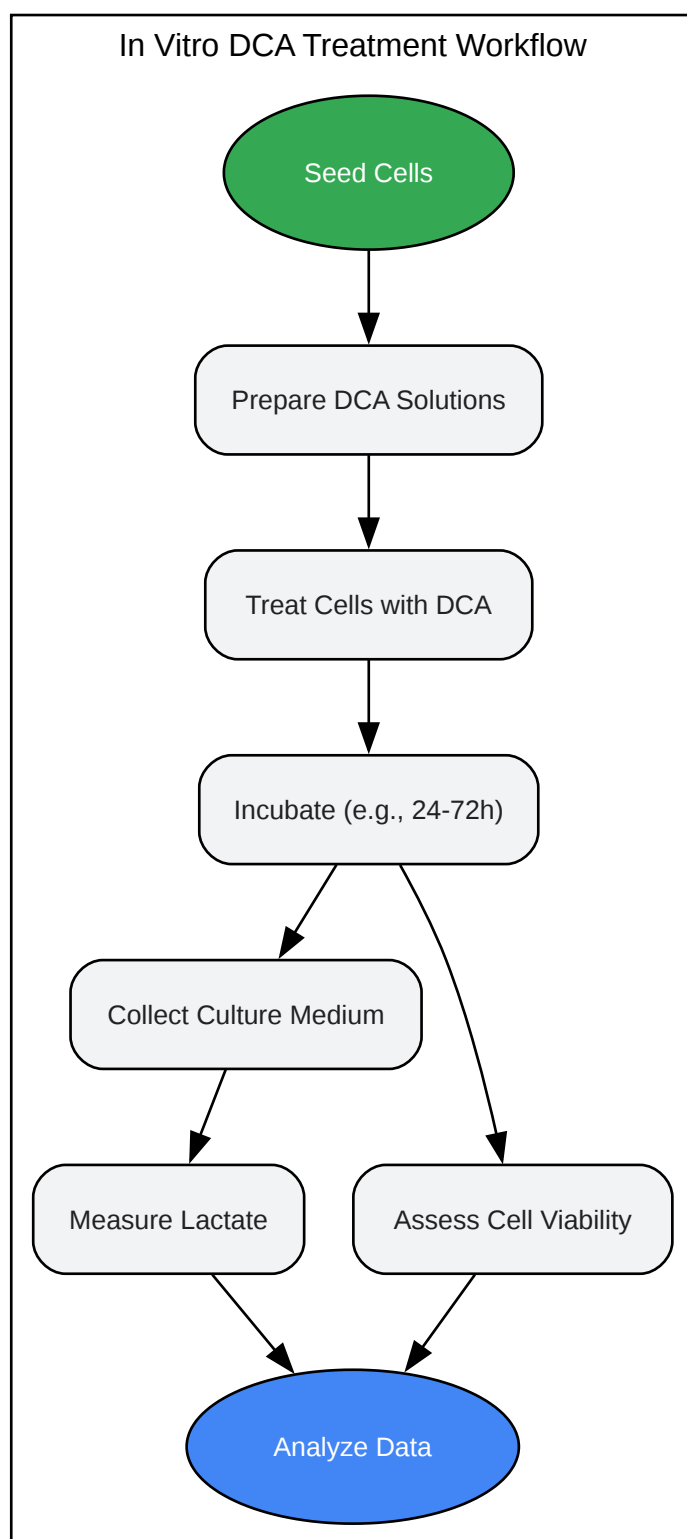 In Vitro DCA Treatment Workflow
Seed Cells
Prepare DCA Solutions
Treat Cells with DCA
Incubate (e.g., 24-72h)
Collect Culture Medium
Measure Lactate
Assess Cell Viability
Analyze Data